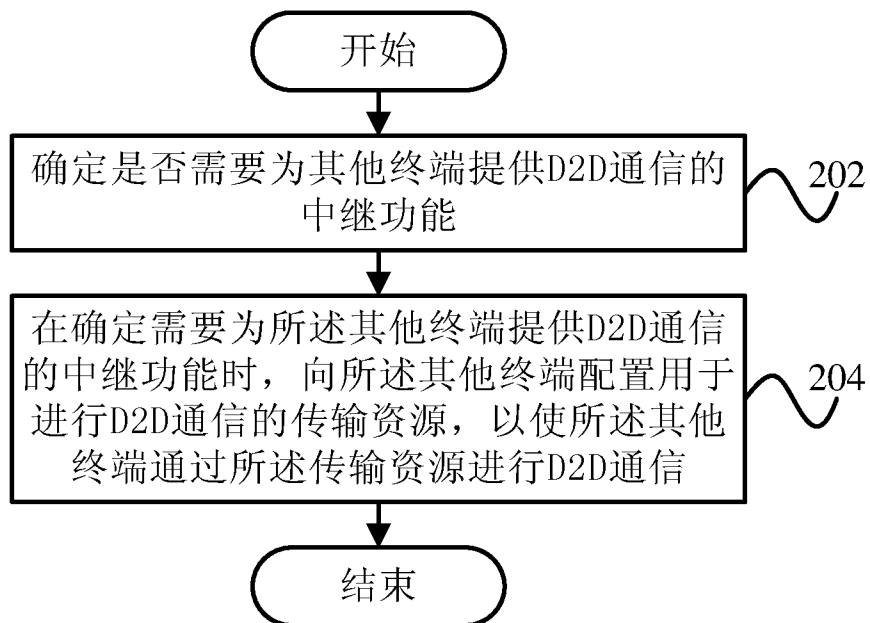 开始
确定是否需要为其他终端提供D2D通信的
中继功能
202
在确定需要为所述其他终端提供D2D通信
的中继功能时，向所述其他终端配置用于
进行D2D通信的传输资源，以使所述其他
终端通过所述传输资源进行D2D通信
204
结束